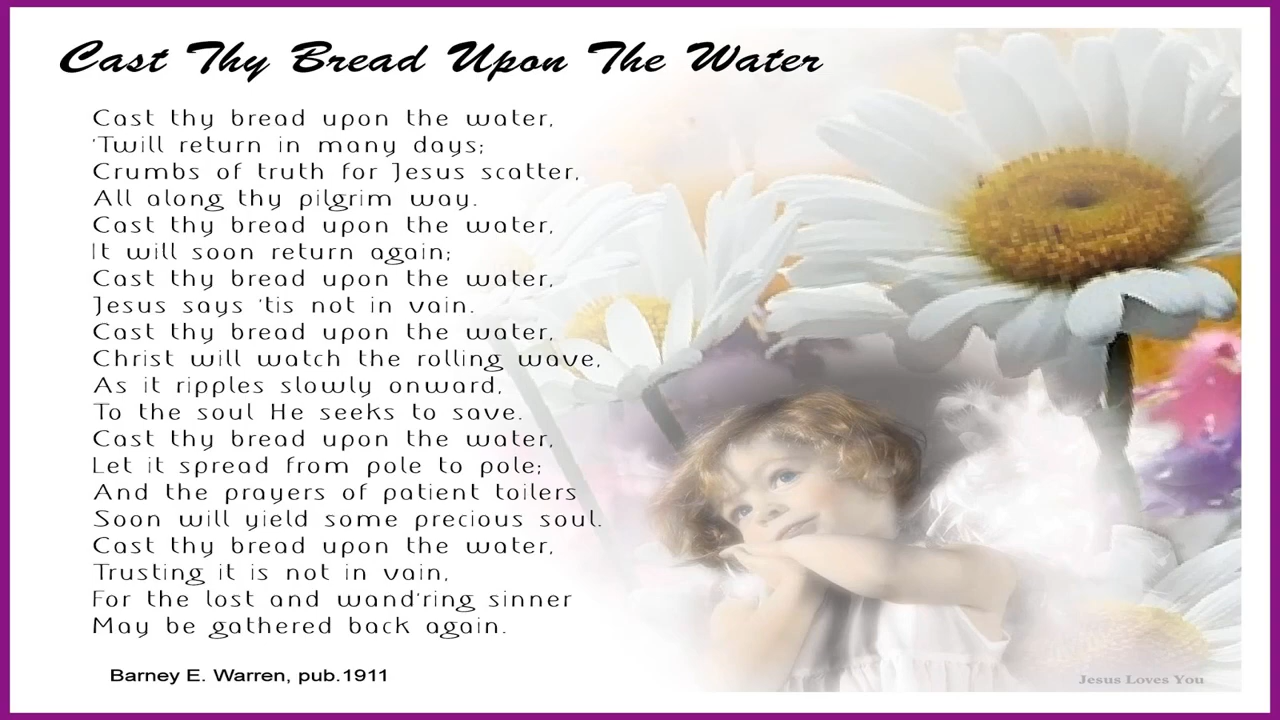 Cast Thy Bread Upon The Water
Cast thy bread upon the water,
'Twill return in many days;
Crumbs of truth for Jesus scatter,
All along thy pilgrim way.
Cast thy bread upon the water,
It will soon return again;
Cast thy bread upon the water,
Jesus says 'tis not in vain.
Cast thy bread upon the water,
Christ will watch the rolling wave,
As it ripples slowly onward,
To the soul He seeks to save.
Cast thy bread upon the water,
Let it spread from pole to pole;
And the prayers of patient toilers
Soon will yield some precious soul.
Cast thy bread upon the water,
Trusting it is not in vain,
For the lost and wand'ring sinner
May be gathered back again.
Barney E. Warren, pub.1911
Jesus Loves You